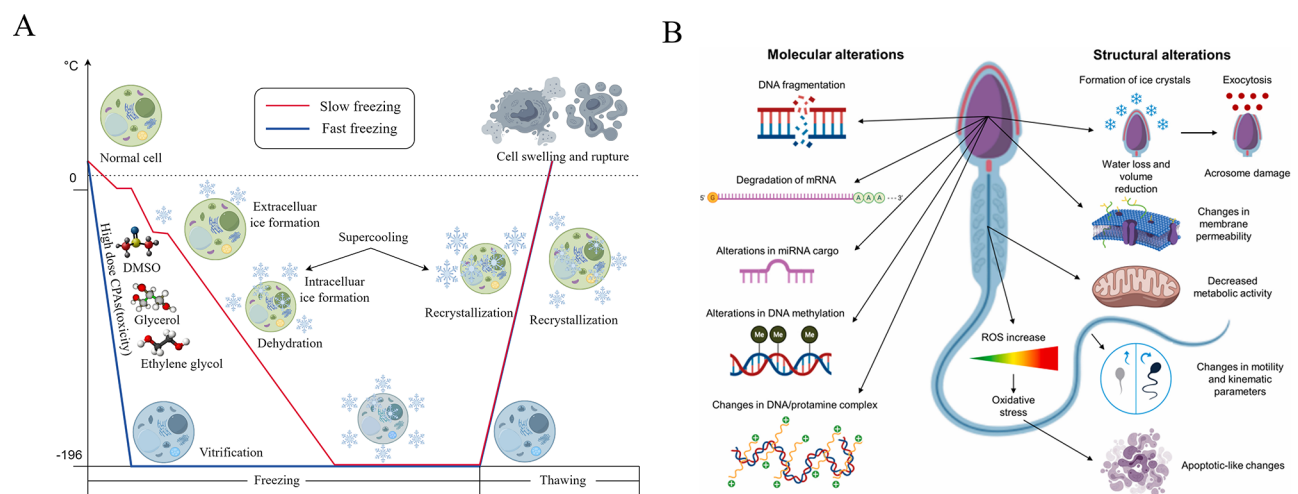 A
°C
Slow freezing
Fast freezing
Normal cell
Cell swelling and rupture
0
High dose CPAs(toxicity)
Extracelluar
ice formation
Supercooling
DMSO
Intracelluar
ice formation
Glycerol
Recrystallization
Recrystallization
Dehydration
Ethylene glycol
Vitrification
-196
Freezing
Thawing
B
Molecular alterations
Structural alterations
DNA fragmentation
Formation of ice crystals
Exocytosis
Water loss and
volume
reduction
Acrosome damage
Degradation of mRNA
5'
G
A
A
A
3'
Changes in
membrane
permeability
Alterations in miRNA cargo
Decreased
metabolic activity
Alterations in DNA methylation
Me
Me
Me
ROS increase
Oxidative
stress
Changes in motility
and kinematic
parameters
Changes in DNA/protamine complex
+
+
+
+
+
+
+
+
Apoptotic-like changes